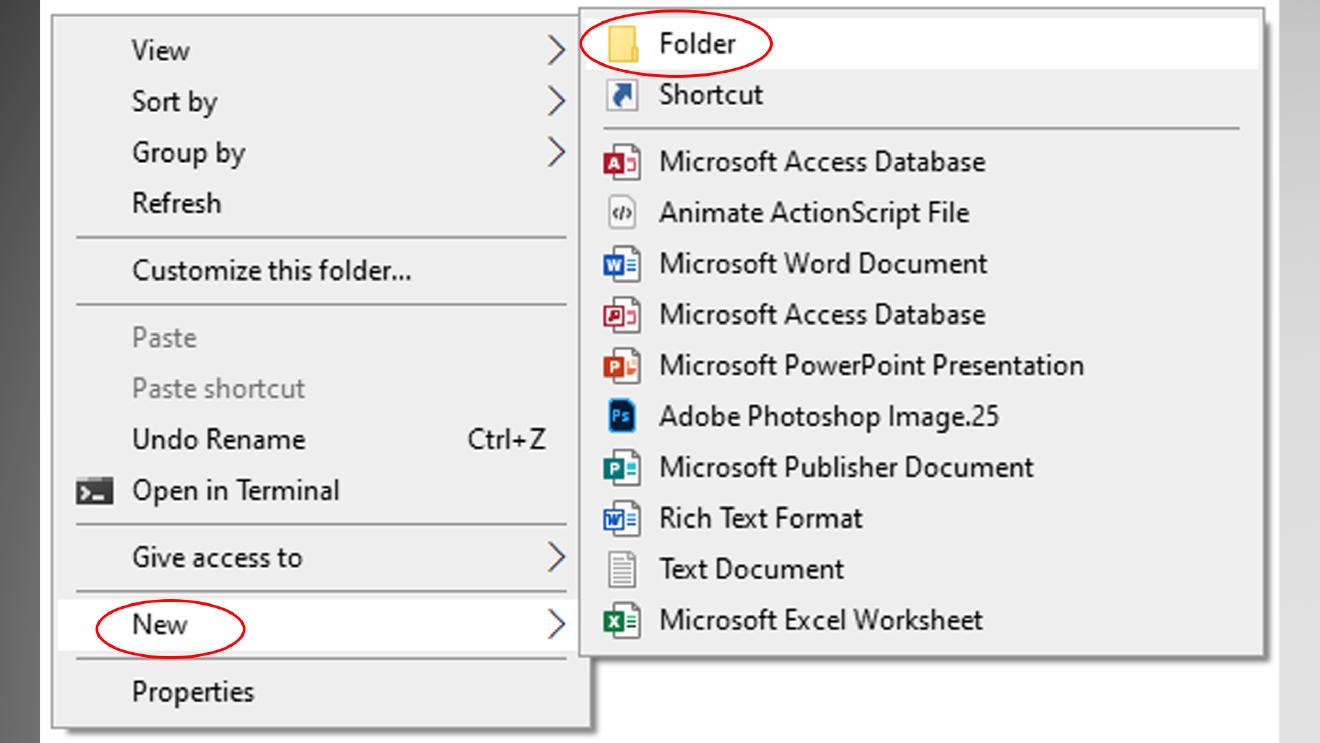 View
Sort by
Group by
Refresh
Customize this folder...
Paste
Paste shortcut
Undo Rename Ctrl+Z
Open in Terminal
Give access to
New
Properties
Folder
Shortcut
Microsoft Access Database
Animate ActionScript File
Microsoft Word Document
Microsoft Access Database
Microsoft PowerPoint Presentation
Adobe Photoshop Image.25
Microsoft Publisher Document
Rich Text Format
Text Document
Microsoft Excel Worksheet